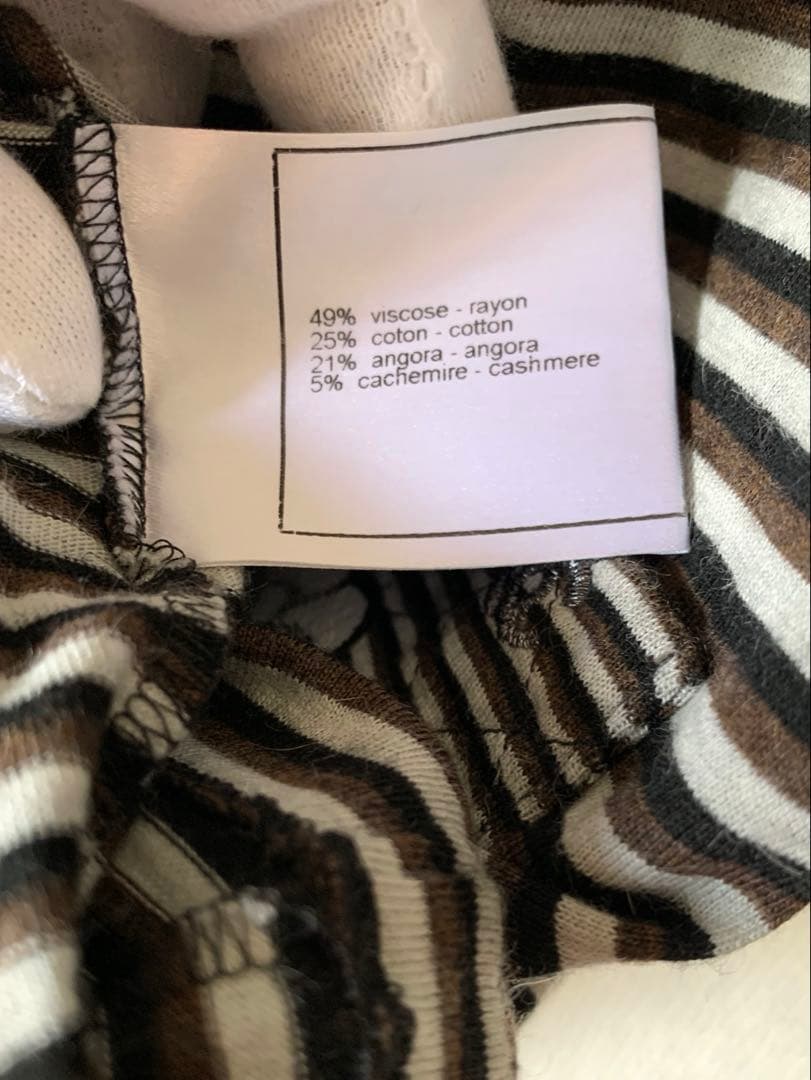 49% viscose - rayon
25% coton - cotton
21% angora - angora
5% cachemire - cashmere